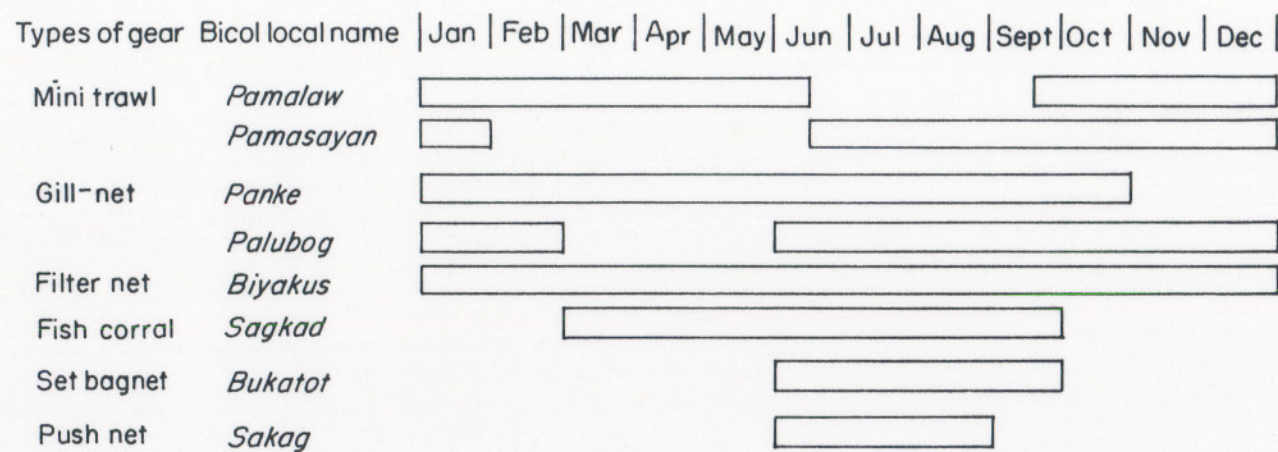 Types of gear Bicol local name |Jan|Feb|Mar|Apr|May|Jun|Jul|Aug|Sept|Oct|Nov|Dec|
Mini trawl Pamalaw
Pamasayan
Gill-net Panke
Palubog
Filter net Biyakus
Fish corral Sagkad
Set bagnet Bukatot
Push net Sakag